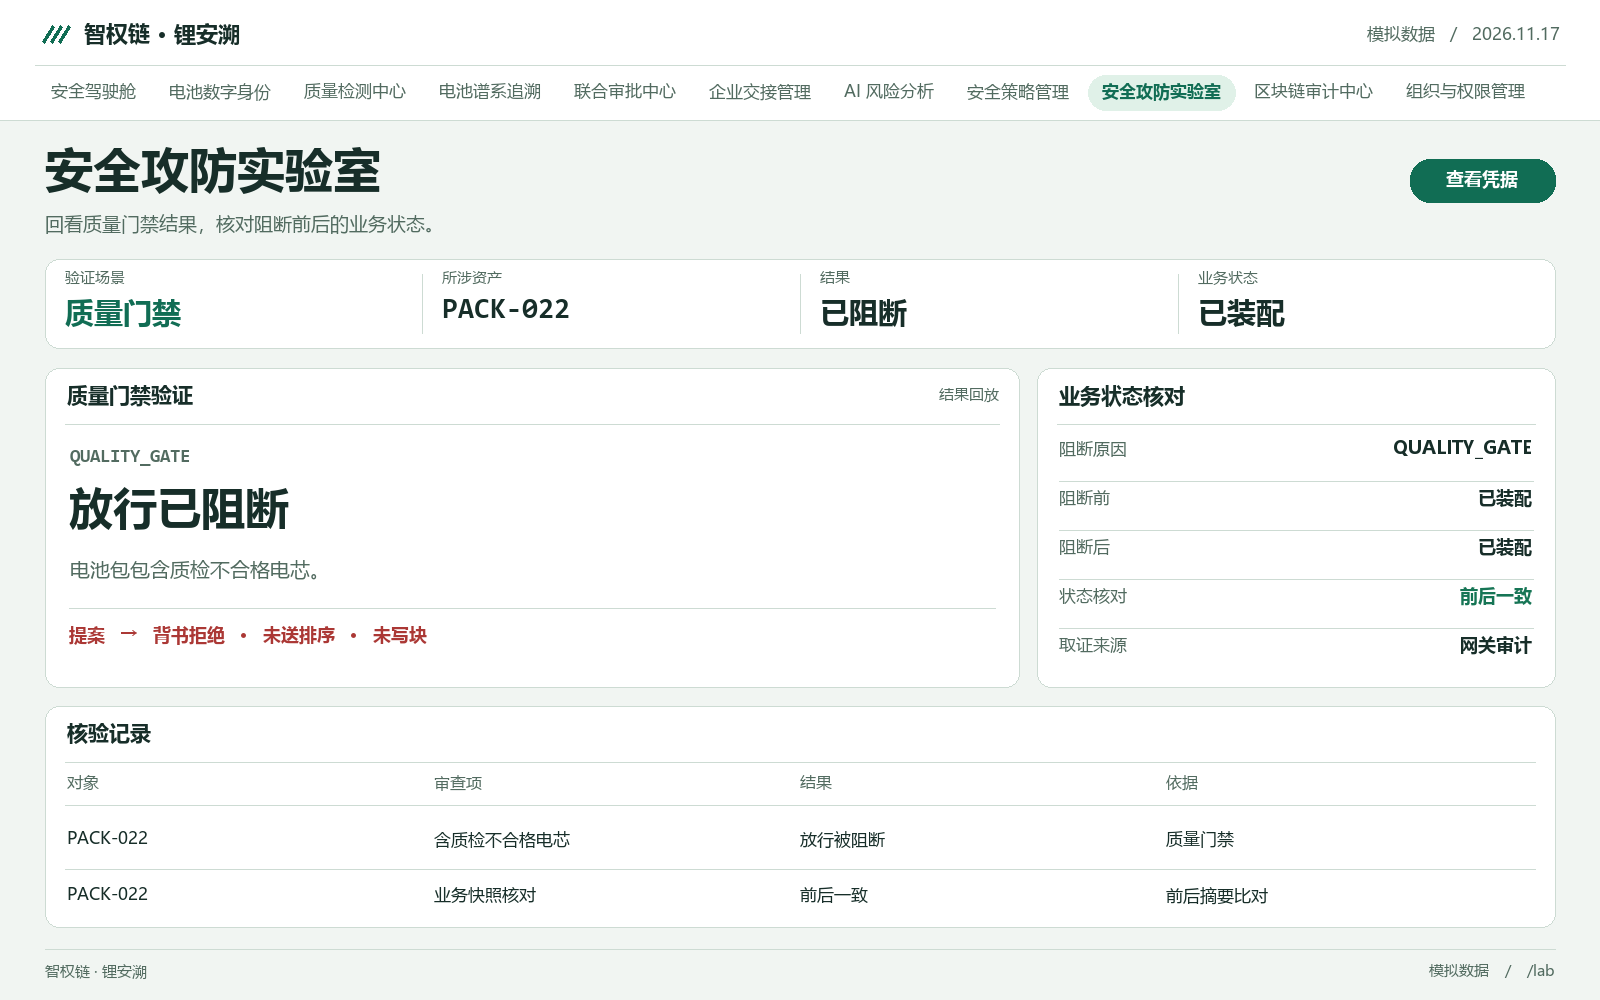 智权链·锂安溯
模拟数据 / 2026.11.17
安全驾驶舱 电池数字身份 质量检测中心 电池谱系追溯 联合审批中心 企业交接管理 AI 风险分析 安全策略管理 安全攻防实验室 区块链审计中心 组织与权限管理
安全攻防实验室
查看凭据
回看质量门禁结果，核对阻断前后的业务状态。
验证场景 所涉资产 结果 业务状态
质量门禁 PACK-022 已阻断 已装配
质量门禁验证 结果回放
QUALITY_GATE
放行已阻断
电池包包含质检不合格电芯。
提案 → 背书拒绝 • 未送排序 • 未写块
业务状态核对
阻断原因 QUALITY_GATE
阻断前 已装配
阻断后 已装配
状态核对 前后一致
取证来源 网关审计
核验记录
对象 审查项 结果 依据
PACK-022 含质检不合格电芯 放行被阻断 质量门禁
PACK-022 业务快照核对 前后一致 前后摘要比对
智权链·锂安溯
模拟数据 / /lab